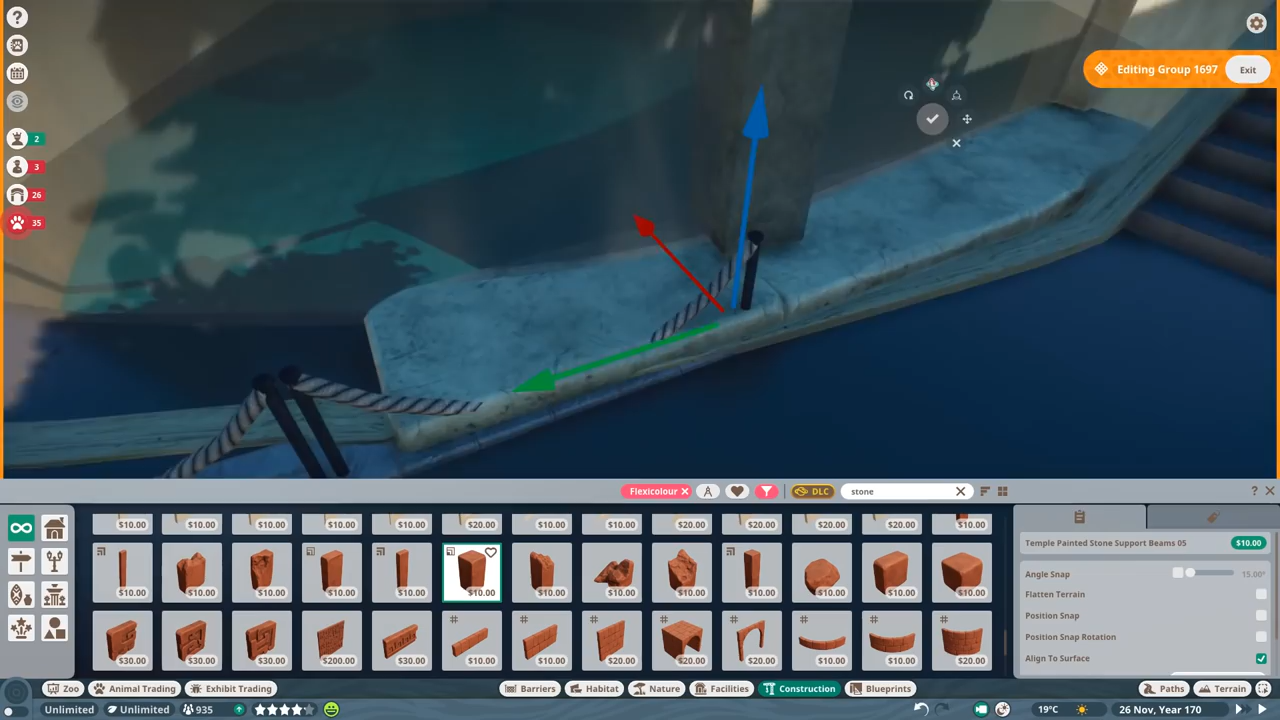 Editing Group 1697
Exit
2
3
26
35
Flexicolour
DLC
stone
$10.00 $10.00 $10.00 $10.00 $10.00 $20.00 $10.00 $10.00 $20.00 $20.00 $20.00 $20.00 $10.00
$10.00 $10.00 $10.00 $10.00 $10.00 $10.00 $10.00 $10.00 $10.00 $10.00 $10.00 $10.00 $10.00
$30.00 $30.00 $30.00 $200.00 $30.00 $10.00 $10.00 $10.00 $20.00 $10.00 $10.00 $10.00 $20.00
Temple Painted Stone Support Beams 05
$10.00
Angle Snap
15.00°
Flatten Terrain
Position Snap
Position Snap Rotation
Align To Surface
Zoo
Animal Trading
Exhibit Trading
Barriers
Habitat
Nature
Facilities
Construction
Blueprints
Paths
Terrain
Unlimited
Unlimited
935
19°C
26 Nov, Year 170